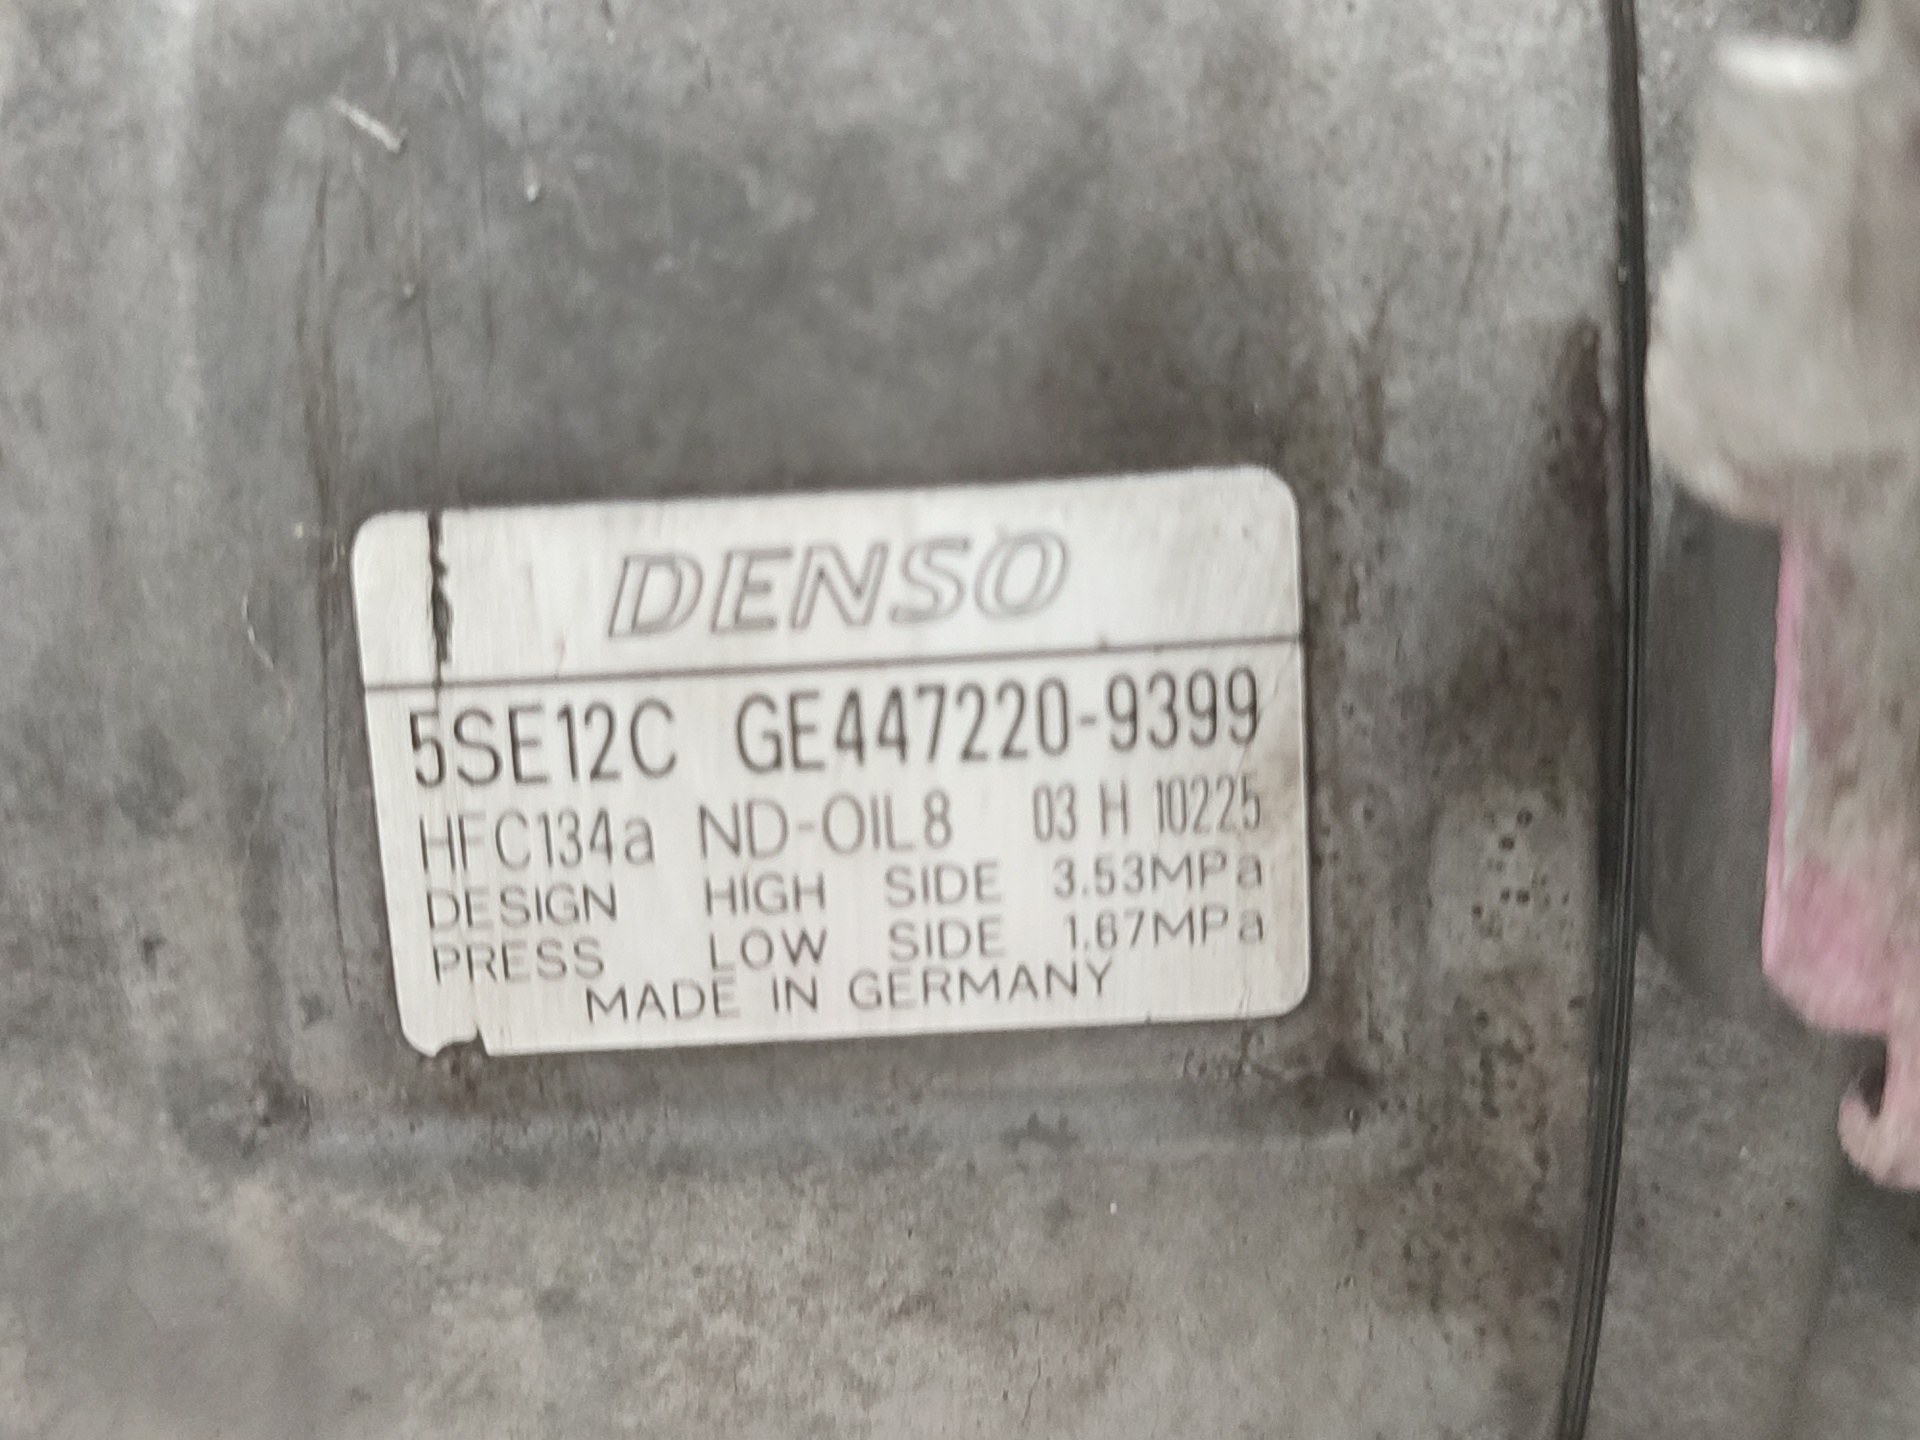 DENSO
5SE12C GE447220-9399
HFC134a ND-OIL8 03 H 10225
DESIGN HIGH SIDE 3.53MPa
PRESS LOW SIDE 1.67MPa
MADE IN GERMANY